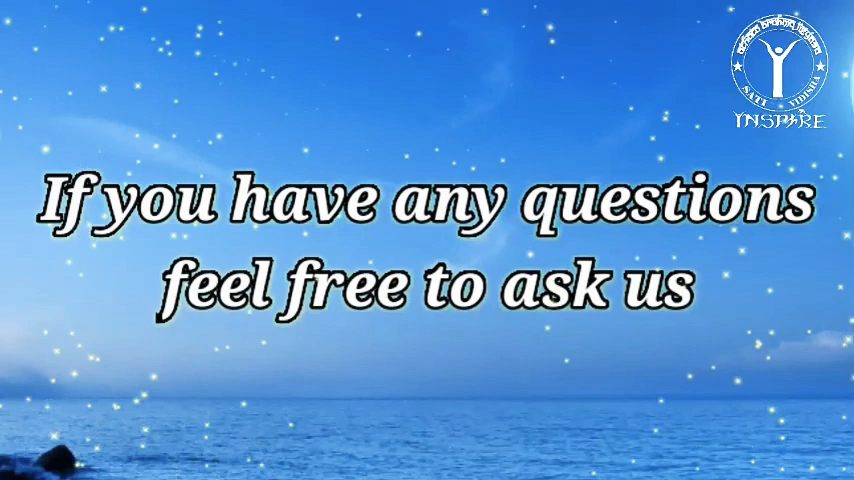 SATI VIDISHA
INSPIRE
If you have any questions
feel free to ask us